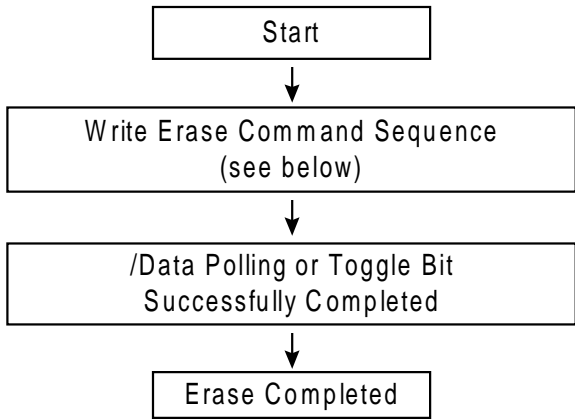 Start
Write Erase Command Sequence
(see below)
/Data Polling or Toggle Bit
Successfully Completed
Erase Completed